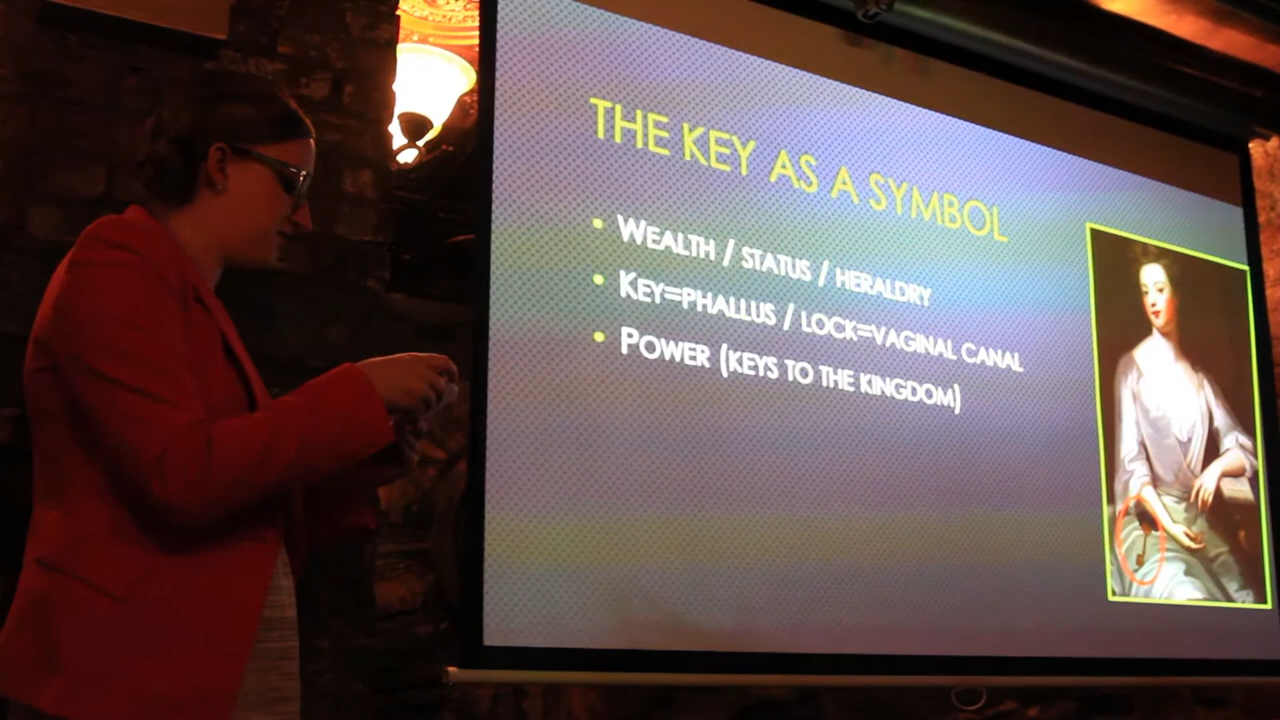 THE KEY AS A SYMBOL
• WEALTH / STATUS / HERALDRY
• KEY=PHALLUS / LOCK=VAGINAL CANAL
• POWER (KEYS TO THE KINGDOM)